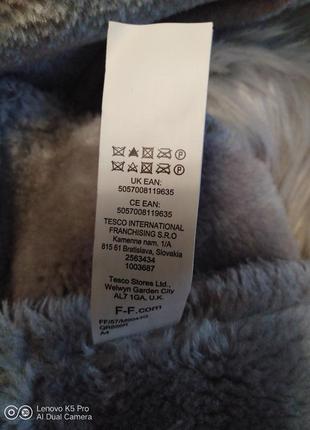 UK EAN:
5057008119635
CE EAN:
5057008119635
TESCO INTERNATIONAL
FRANCHISING S.R.O
Kamenne nam. 1/A
815 61 Bratislava, Slovakia
2563434
1003687
Tesco Stores Ltd.,
Welwyn Garden City
AL7 1GA, U.K.
F-F.com
Lenovo K5 Pro
AI Dual Camera